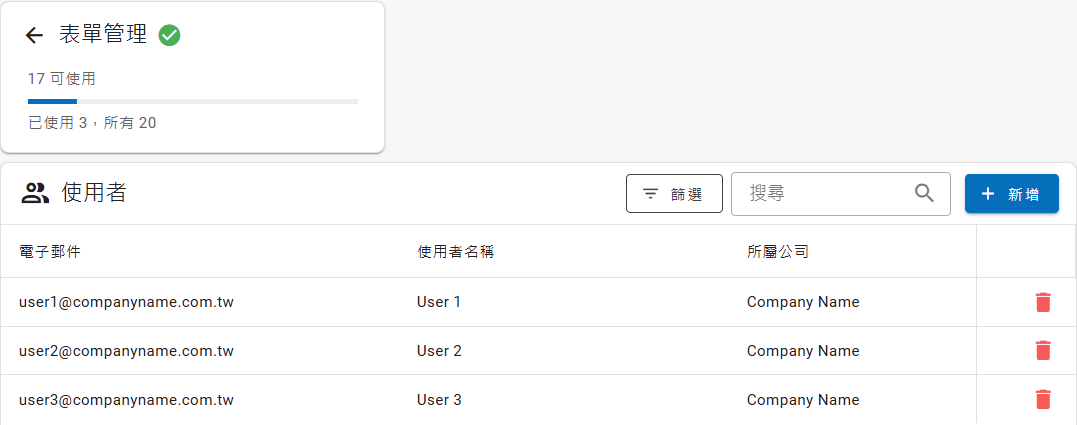 表單管理
17 可使用
已使用 3，所有 20
使用者 篩選 搜尋 新增
電子郵件 使用者名稱 所屬公司
user1@companyname.com.tw User 1 Company Name
user2@companyname.com.tw User 2 Company Name
user3@companyname.com.tw User 3 Company Name